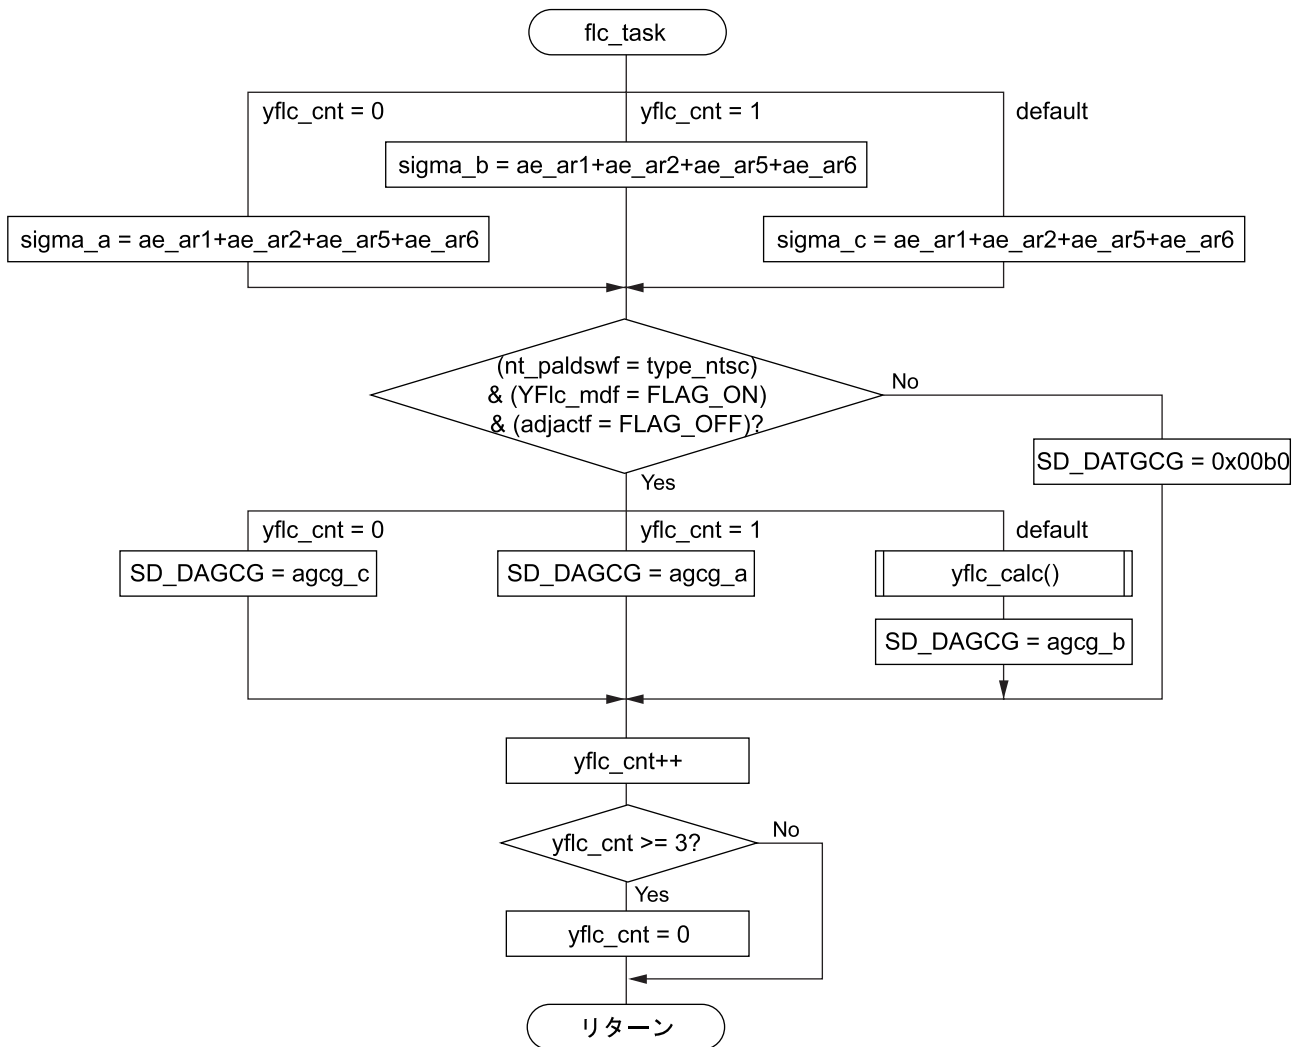 flc_task
yflc_cnt = 0
yflc_cnt = 1
default
sigma_b = ae_ar1+ae_ar2+ae_ar5+ae_ar6
sigma_a = ae_ar1+ae_ar2+ae_ar5+ae_ar6
sigma_c = ae_ar1+ae_ar2+ae_ar5+ae_ar6
(nt_paldswf = type_ntsc)
& (YFlc_mdf = FLAG_ON)
& (adjactf = FLAG_OFF)?
No
SD_DATGCG = 0x00b0
Yes
yflc_cnt = 0
yflc_cnt = 1
default
SD_DAGCG = agcg_c
SD_DAGCG = agcg_a
yflc_calc()
SD_DAGCG = agcg_b
yflc_cnt++
yflc_cnt >= 3?
No
Yes
yflc_cnt = 0
リターン